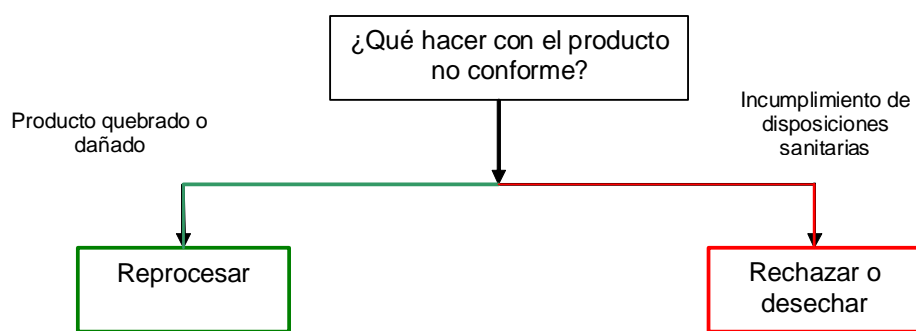 ¿Qué hacer con el producto
no conforme?
Producto quebrado o
dañado
Incumplimiento de
disposiciones
sanitarias
Reprocesar
Rechazar o
desechar